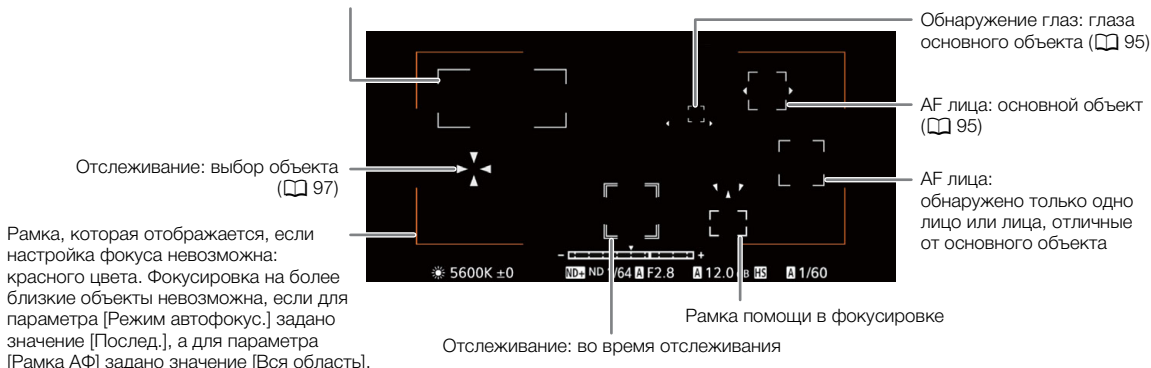 Обнаружение глаз: глаза
основного объекта (95)
AF лица: основной объект
(95)
Отслеживание: выбор объекта
(97)
AF лица:
обнаружено только одно
лицо или лица, отличные
от основного объекта
Рамка, которая отображается, если
настройка фокуса невозможна:
красного цвета. Фокусировка на более
близкие объекты невозможна, если для
параметра [Режим автофокус.] задано
значение [Послед.], а для параметра
[Рамка АФ] задано значение [Вся область].
- +
5600K ±0 ND+ ND 1/64 A F2.8 A 12.0 dB HS A 1/60
Рамка помощи в фокусировке
Отслеживание: во время отслеживания